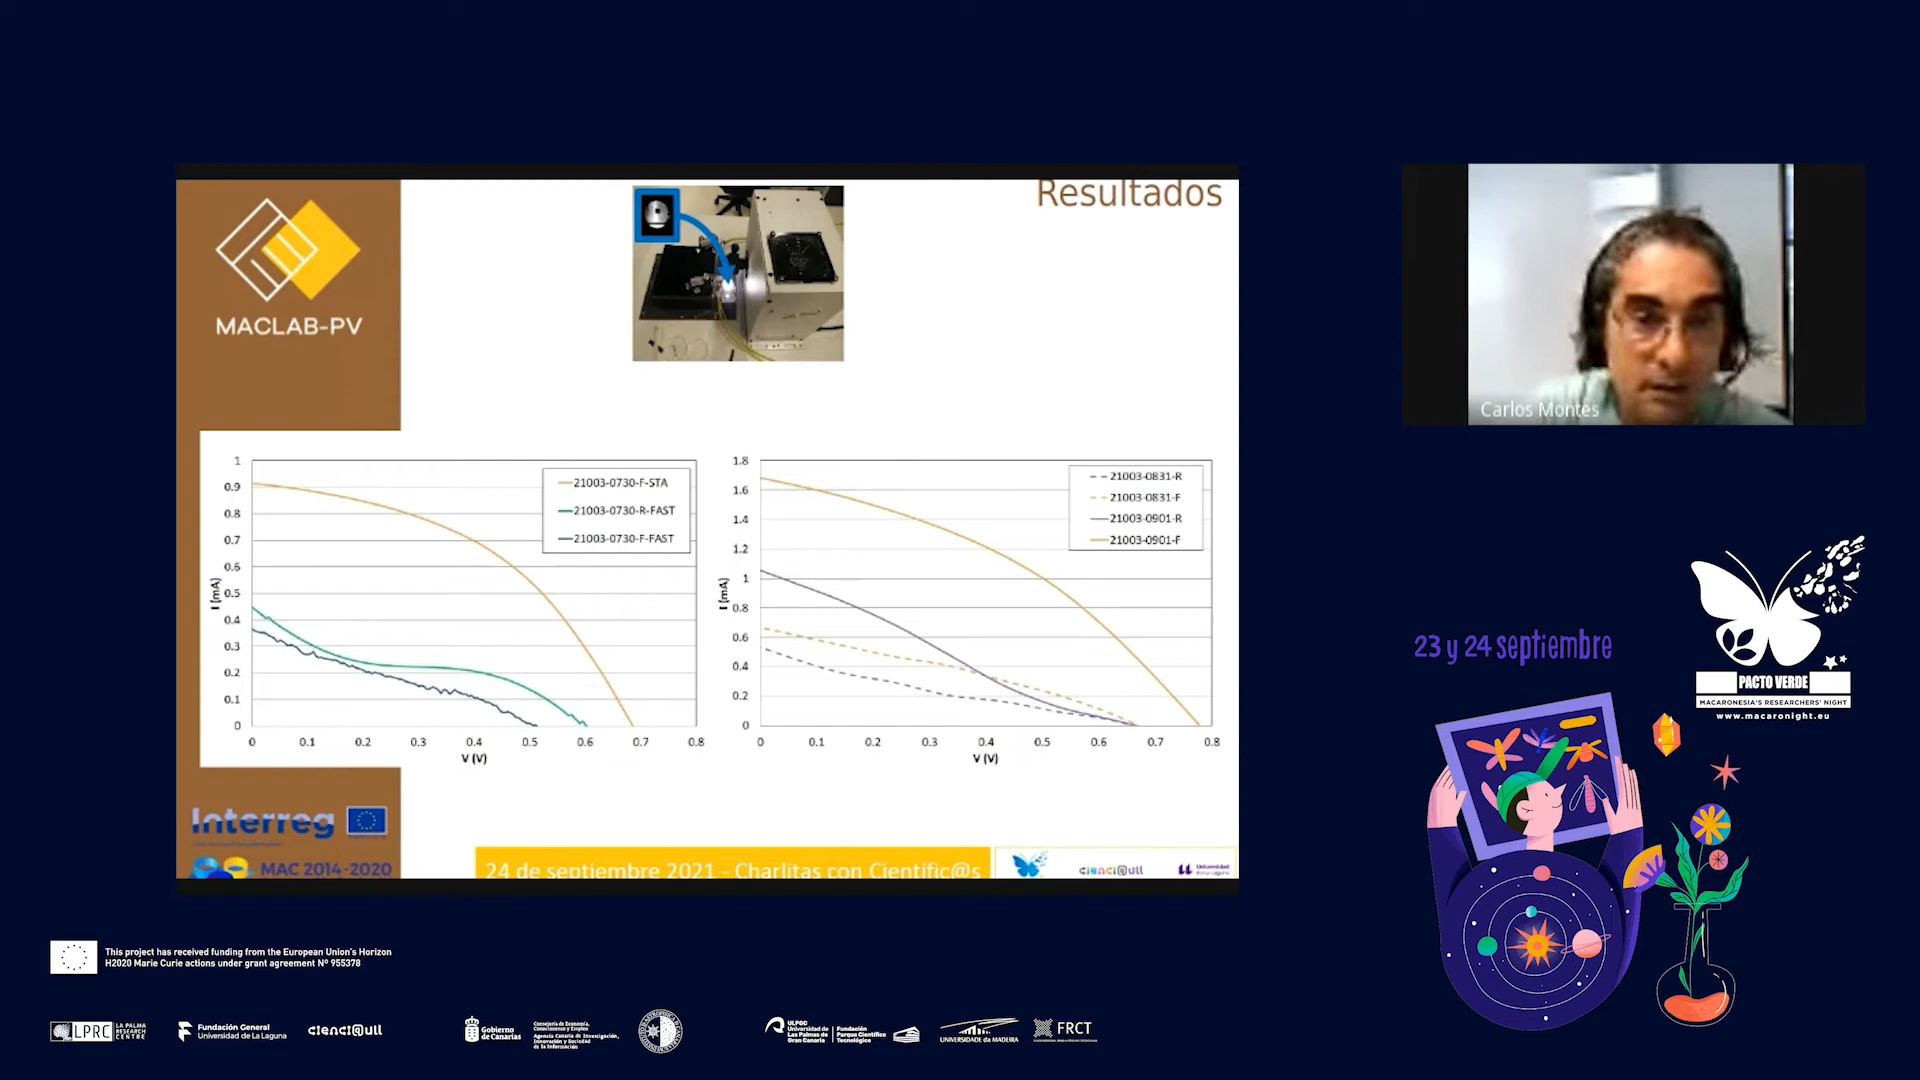 Resultados
MACLAB-PV
1
0.9
0.8
0.7
0.6
0.5
0.4
0.3
0.2
0.1
0
I (mA)
0 0.1 0.2 0.3 0.4 0.5 0.6 0.7 0.8
V (V)
21003-0730-F-STA
21003-0730-R-FAST
21003-0730-F-FAST
1.8
1.6
1.4
1.2
1
0.8
0.6
0.4
0.2
0
I (mA)
0 0.1 0.2 0.3 0.4 0.5 0.6 0.7 0.8
V (V)
21003-0831-R
21003-0831-F
21003-0901-R
21003-0901-F
Interreg
MAC 2014-2020
24 de septiembre 2021 - Charlitas con Científic@s
cienci@ull
Universidad
Carlos Montes
23 y 24 septiembre
PACTO VERDE
MACARONESIA'S RESEARCHERS' NIGHT
www.macaronight.eu
This project has received funding from the European Union's Horizon
H2020 Marie Curie actions under grant agreement Nº 955378
LPRC
LA PALMA
RESEARCH
CENTRE
Fundación General
Universidad de La Laguna
cienci@ull
Gobierno
de Canarias
Consejería de Economía,
Conocimiento y Empleo
Agencia Canaria de Investigación,
Innovación y Sociedad
de la Información
ULPGC
Universidad de
Las Palmas de
Gran Canaria
Fundación
Parque Científico
Tecnológico
UNIVERSIDADE da MADEIRA
FRCT